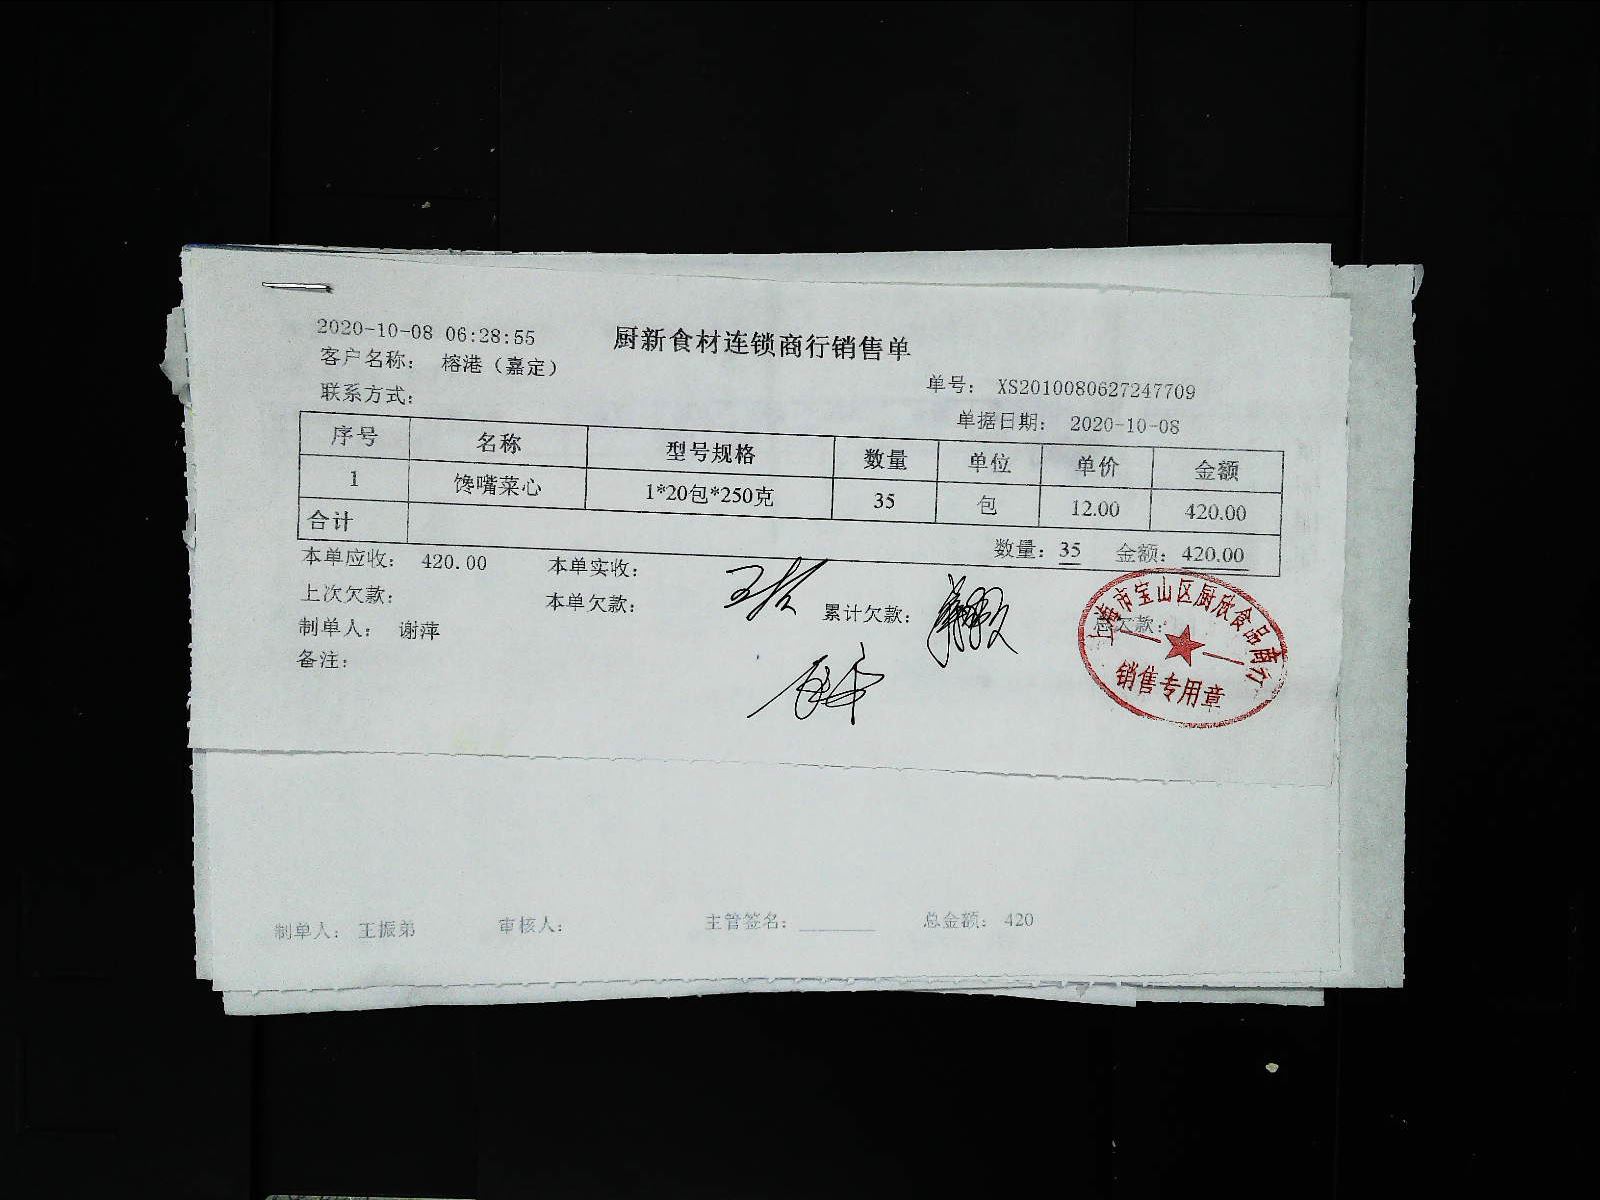 2020-10-08 06:28:55
厨新食材连锁商行销售单
客户名称: 榕港（嘉定）
单号: XS2010080627247709
联系方式:
单据日期: 2020-10-08
序号 名称 型号规格 数量 单位 单价 金额
1 馋嘴菜心 1*20包*250克 35 包 12.00 420.00
合计
数量: 35 金额: 420.00
本单应收: 420.00 本单实收:
上次欠款: 本单欠款: 累计欠款: 总欠款:
制单人: 谢萍
备注:
上海市宝山区厨欣食品商行
销售专用章
制单人: 王振弟 审核人: 主管签名: 总金额: 420